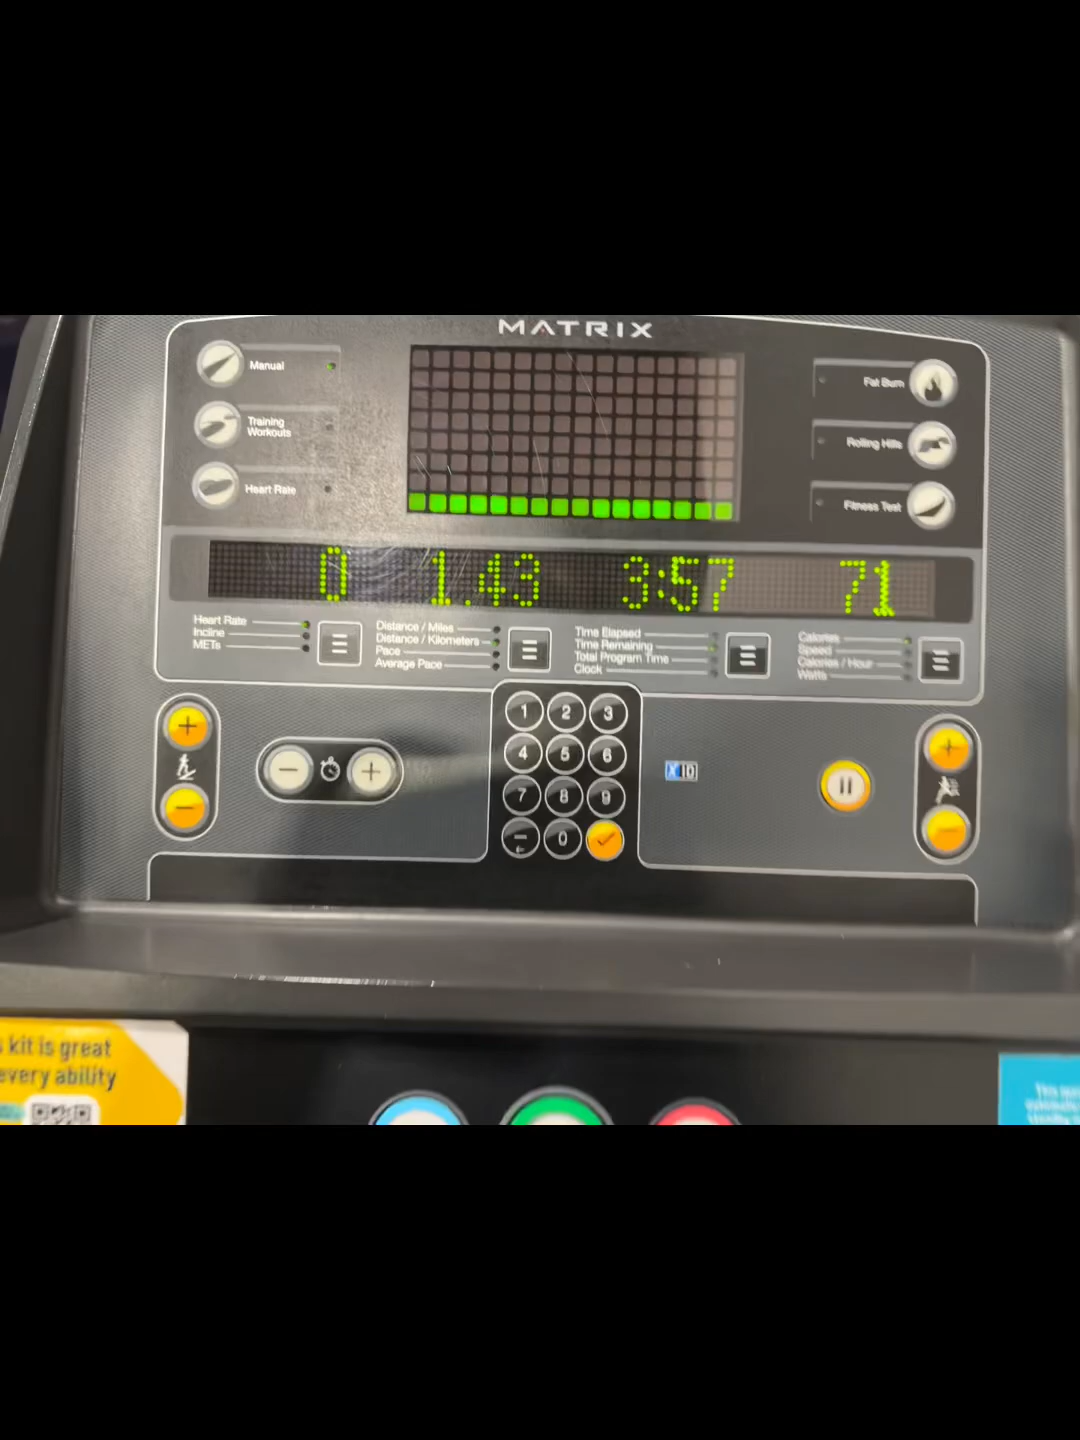 MATRIX
Manual
Training
Workouts
Heart Rate
Fat Burn
Rolling Hills
Fitness Test
0 1.43 3:57 71
Heart Rate
Incline
METs
Distance / Miles
Distance / Kilometers
Pace
Average Pace
Time Elapsed
Time Remaining
Total Program Time
Clock
Calories
Speed
Calories / Hour
Watts
1 2 3
4 5 6
7 8 9
0
XID
kit is great
every ability
This